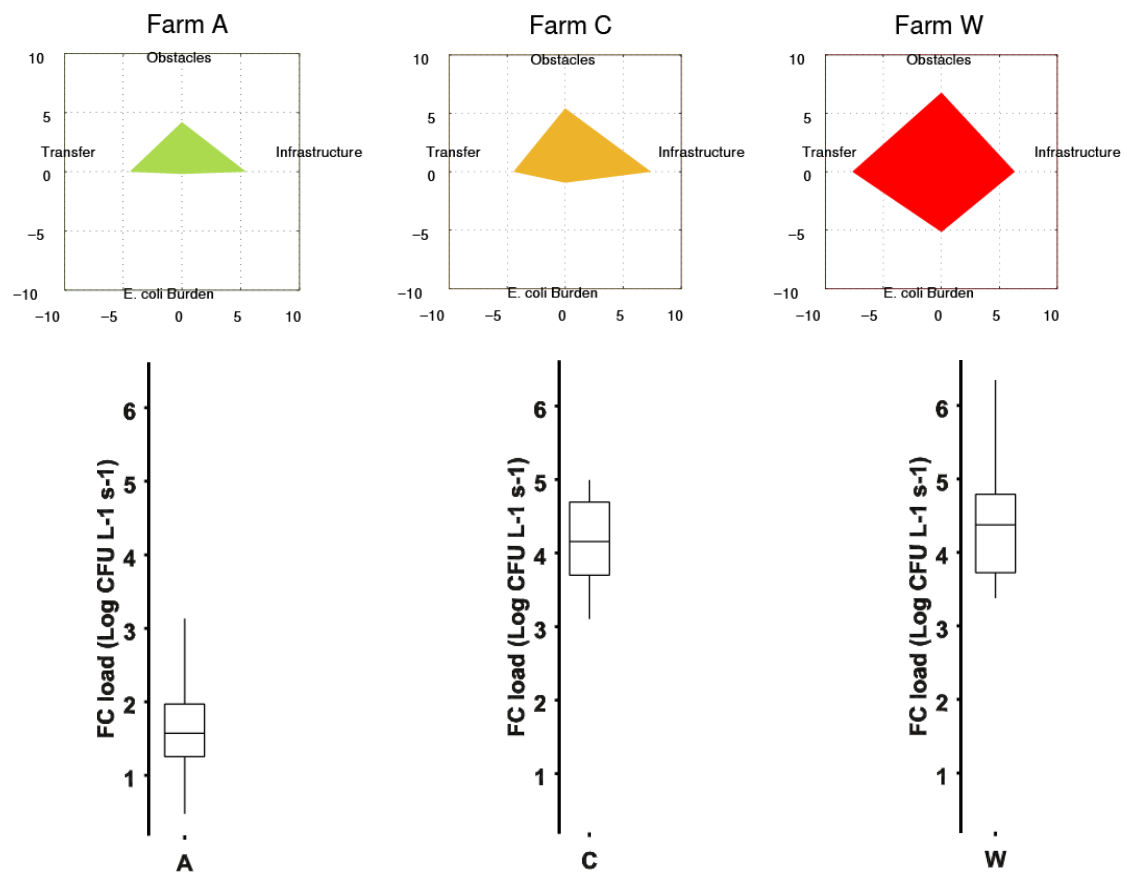 Farm A
Farm C
Farm W
10
Obstacles
5
Transfer
Infrastructure
0
−5
−10
E. coli Burden
−10
−5
0
5
10
10
Obstacles
5
Transfer
Infrastructure
0
−5
−10
E. coli Burden
−10
−5
0
5
10
10
Obstacles
5
Transfer
Infrastructure
0
−5
−10
E. coli Burden
−10
−5
0
5
10
FC load (Log CFU L-1 s-1)
6
5
4
3
2
1
A
FC load (Log CFU L-1 s-1)
6
5
4
3
2
1
C
FC load (Log CFU L-1 s-1)
6
5
4
3
2
1
W